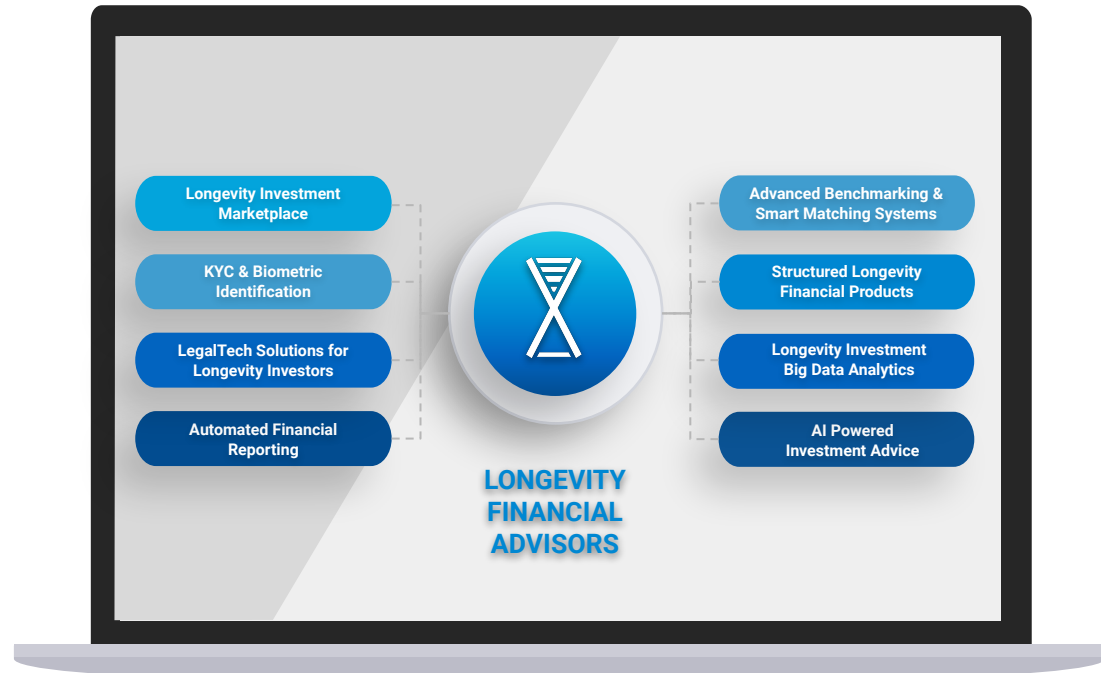 Longevity Investment
Marketplace
KYC & Biometric
Identification
LegalTech Solutions for
Longevity Investors
Automated Financial
Reporting
LONGEVITY
FINANCIAL
ADVISORS
Advanced Benchmarking &
Smart Matching Systems
Structured Longevity
Financial Products
Longevity Investment
Big Data Analytics
AI Powered
Investment Advice